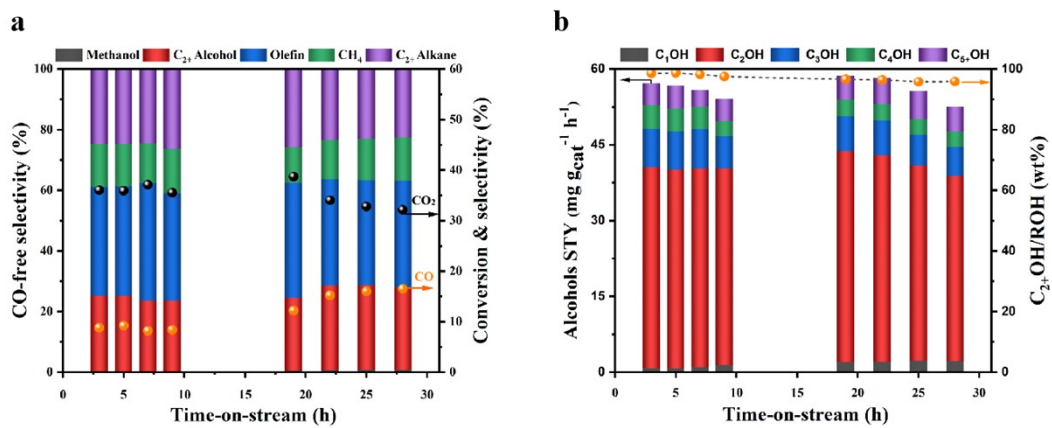 a
Methanol C₂₊ Alcohol Olefin CH₄ C₂₊ Alkane
100
80
60
40
20
0
CO-free selectivity (%)
60
50
40
30
20
10
0
Conversion & selectivity (%)
CO₂
CO
0 5 10 15 20 25 30
Time-on-stream (h)
b
C₁OH C₂OH C₃OH C₄OH C₅₊OH
60
45
30
15
0
Alcohols STY (mg gcat⁻¹ h⁻¹)
100
80
60
40
20
0
C₂₊OH/ROH (wt%)
0 5 10 15 20 25 30
Time-on-stream (h)